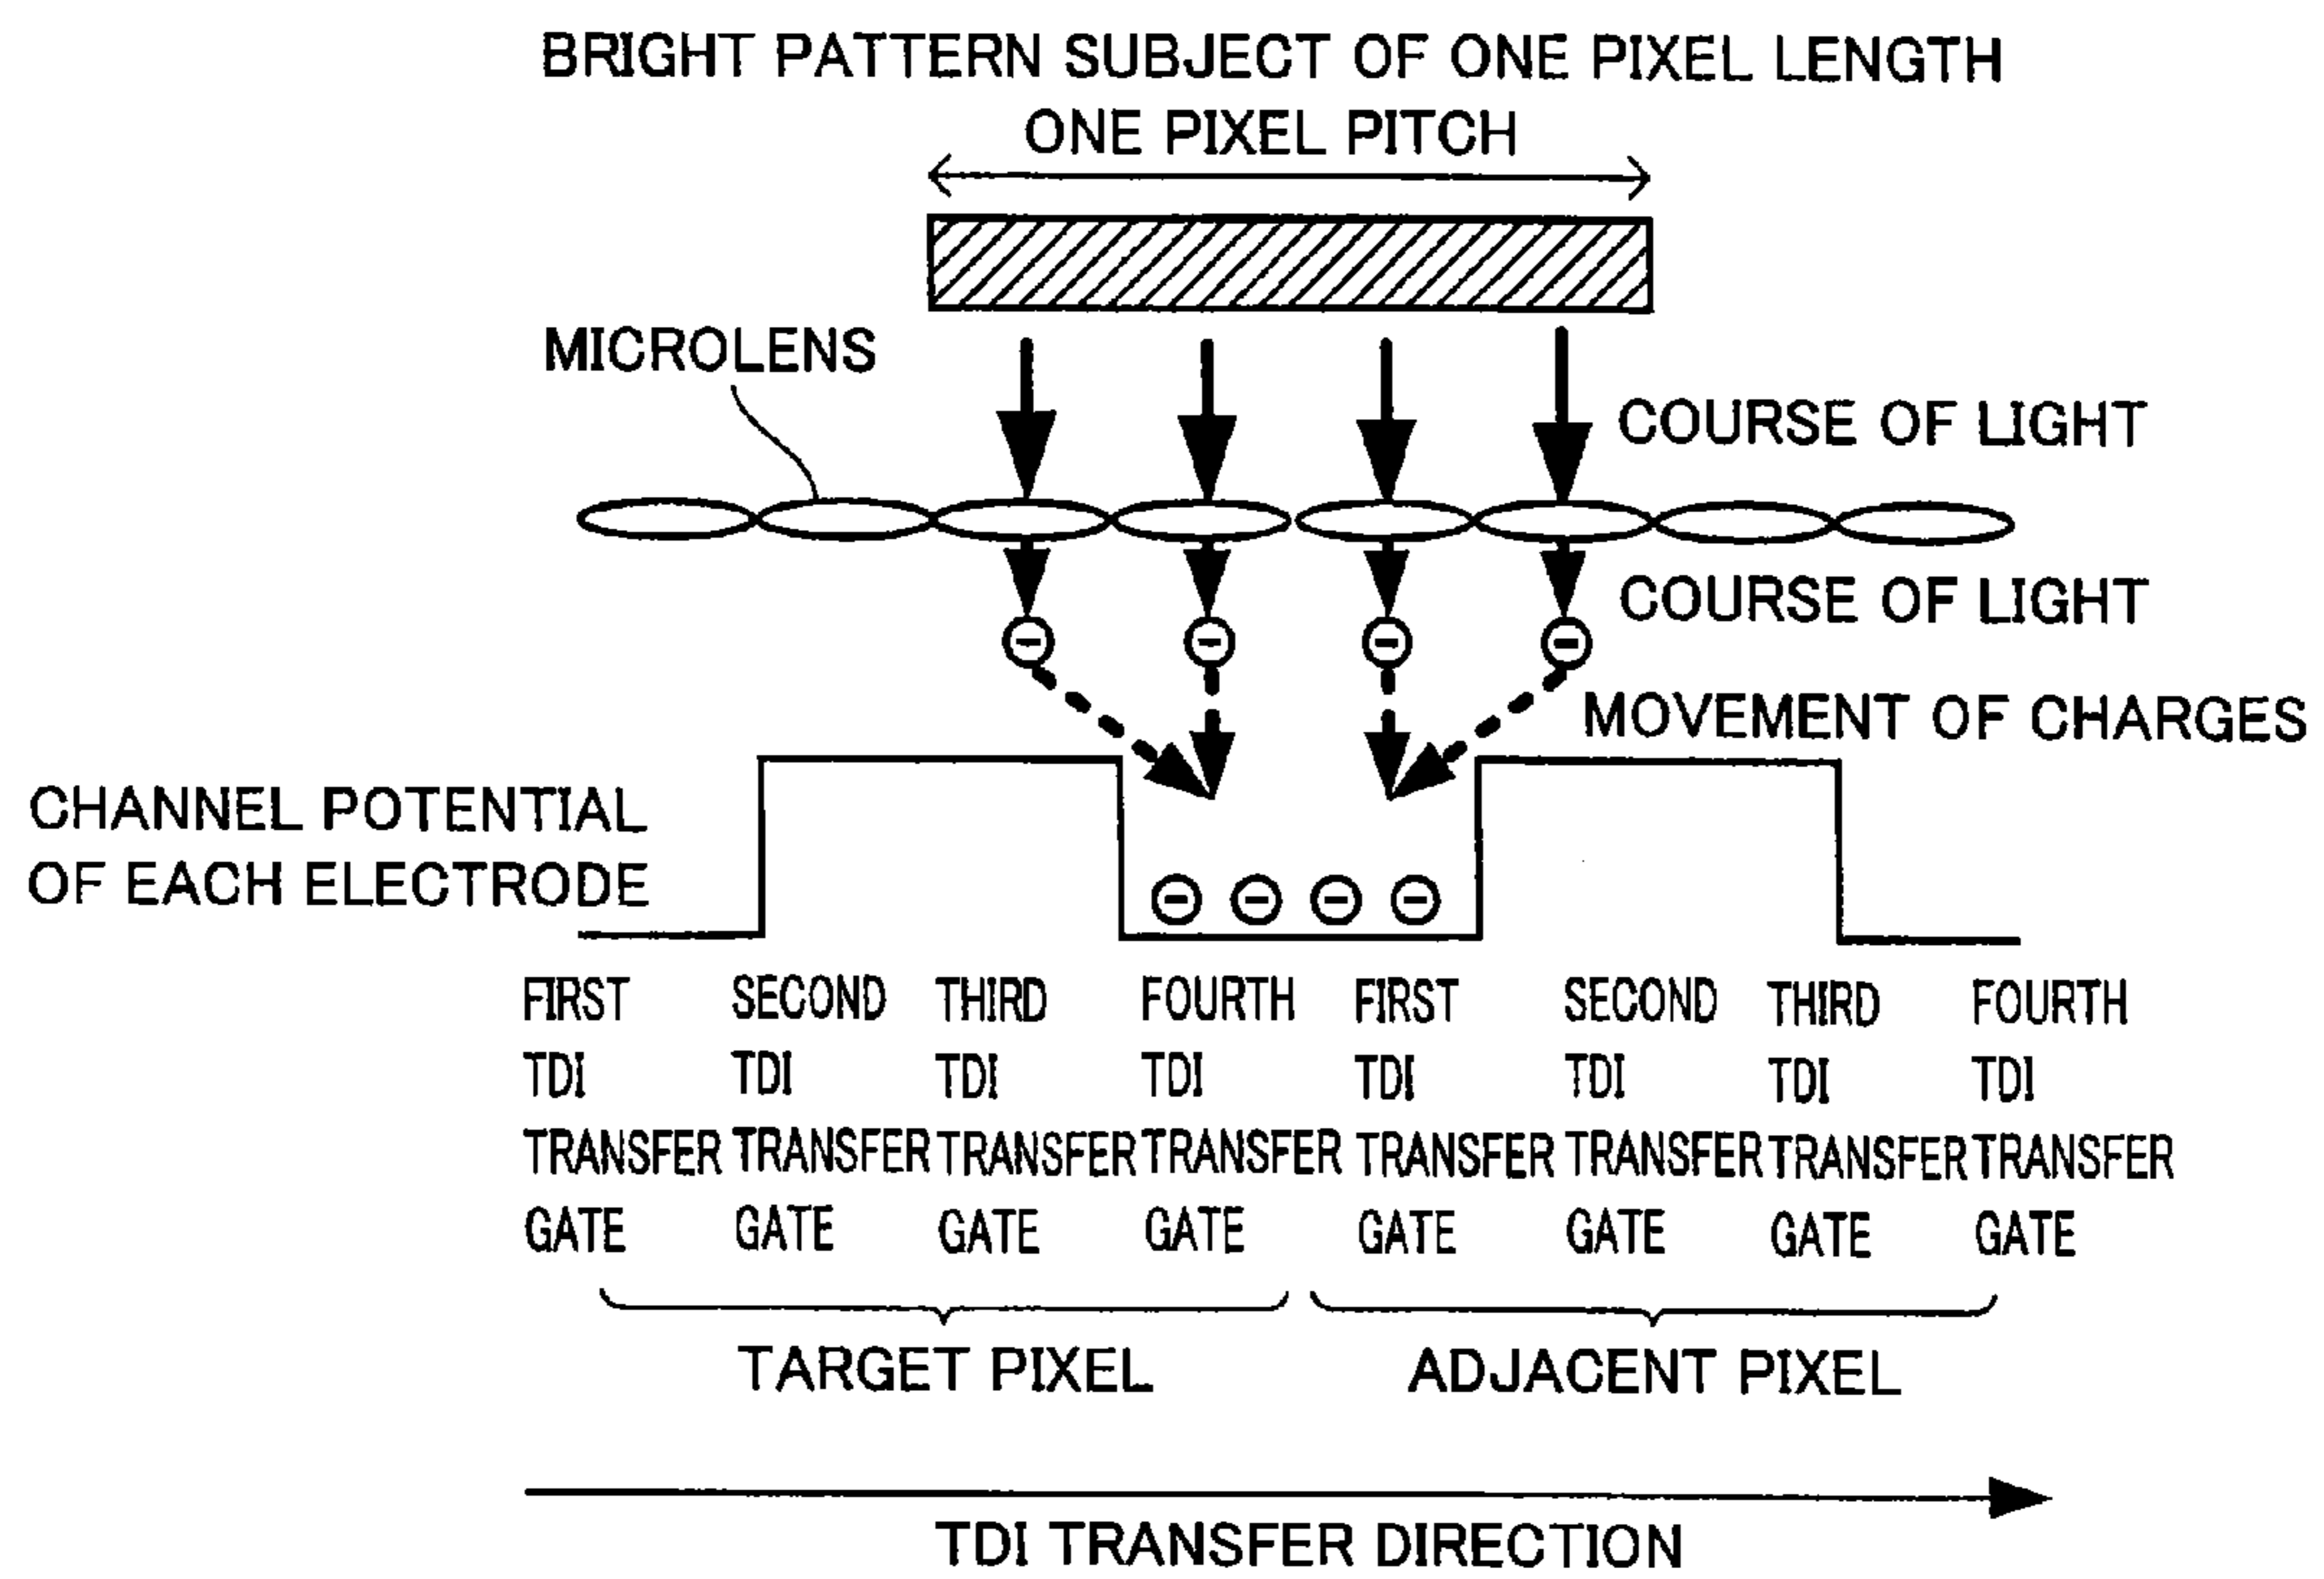 BRIGHT PATTERN SUBJECT OF ONE PIXEL LENGTH
ONE PIXEL PITCH
MICROLENS
COURSE OF LIGHT
COURSE OF LIGHT
MOVEMENT OF CHARGES
CHANNEL POTENTIAL
OF EACH ELECTRODE
FIRST SECOND THIRD FOURTH FIRST SECOND THIRD FOURTH
TDI TDI TDI TDI TDI TDI TDI TDI
TRANSFER TRANSFER TRANSFER TRANSFER TRANSFER TRANSFER TRANSFER TRANSFER
GATE GATE GATE GATE GATE GATE GATE GATE
TARGET PIXEL ADJACENT PIXEL
TDI TRANSFER DIRECTION